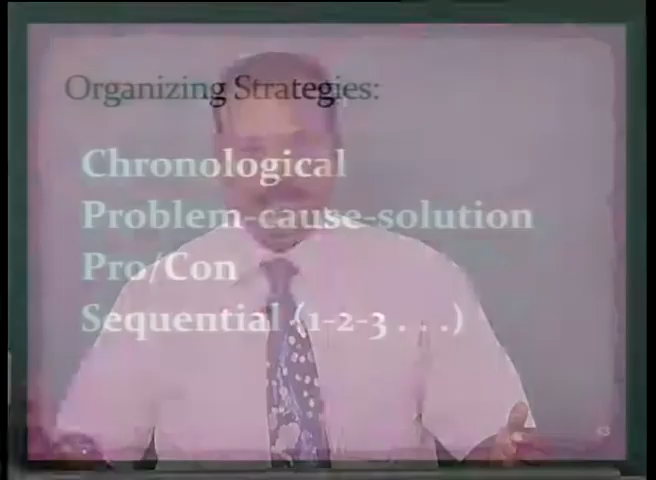 Organizing Strategies:
Chronological
Problem-cause-solution
Pro/Con
Sequential (1-2-3 . . .)